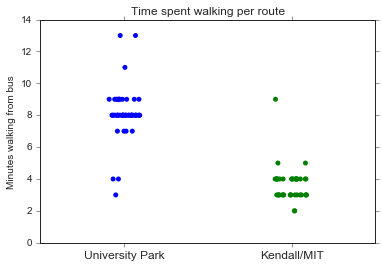 Time spent walking per route
Minutes walking from bus
14
12
10
8
6
4
2
0
University Park
Kendall/MIT